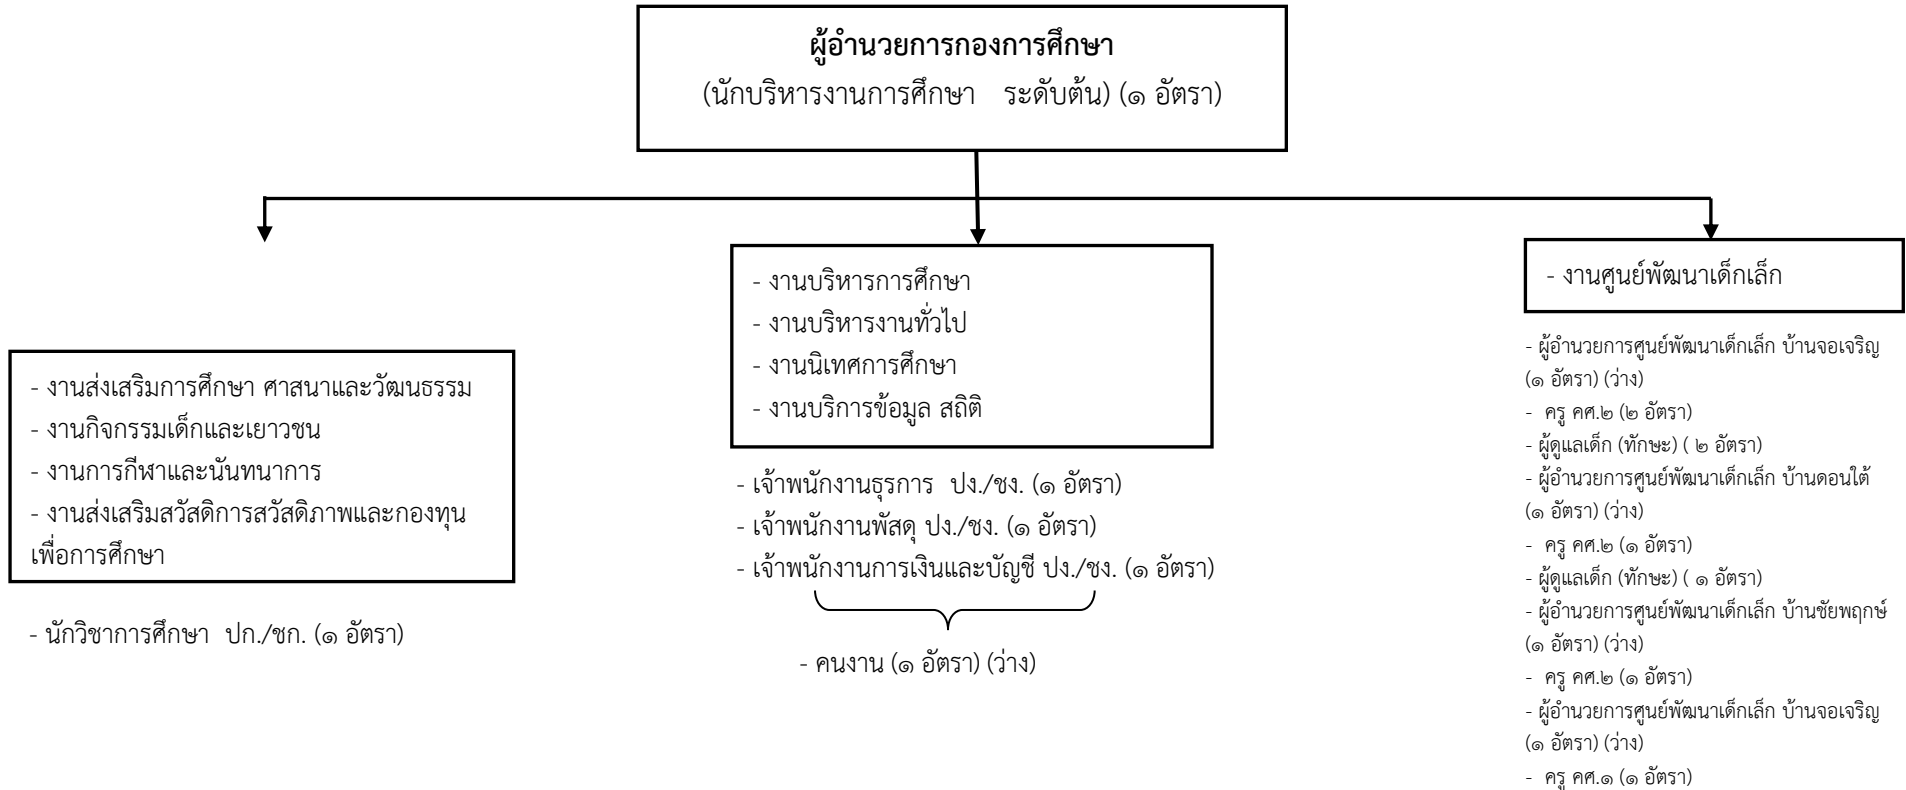 ผู้อำนวยการกองการศึกษา
(นักบริหารงานการศึกษา ระดับต้น) (๑ อัตรา)
- งานส่งเสริมการศึกษา ศาสนาและวัฒนธรรม
- งานกิจกรรมเด็กและเยาวชน
- งานการกีฬาและนันทนาการ
- งานส่งเสริมสวัสดิการสวัสดิภาพและกองทุน
เพื่อการศึกษา
- นักวิชาการศึกษา ปก./ชก. (๑ อัตรา)
- งานบริหารการศึกษา
- งานบริหารงานทั่วไป
- งานนิเทศการศึกษา
- งานบริการข้อมูล สถิติ
- เจ้าพนักงานธุรการ ปง./ชง. (๑ อัตรา)
- เจ้าพนักงานพัสดุ ปง./ชง. (๑ อัตรา)
- เจ้าพนักงานการเงินและบัญชี ปง./ชง. (๑ อัตรา)
- คนงาน (๑ อัตรา) (ว่าง)
- งานศูนย์พัฒนาเด็กเล็ก
- ผู้อำนวยการศูนย์พัฒนาเด็กเล็ก บ้านจอเจริญ
(๑ อัตรา) (ว่าง)
- ครู คศ.๒ (๒ อัตรา)
- ผู้ดูแลเด็ก (ทักษะ) ( ๒ อัตรา)
- ผู้อำนวยการศูนย์พัฒนาเด็กเล็ก บ้านดอนใต้
(๑ อัตรา) (ว่าง)
- ครู คศ.๒ (๑ อัตรา)
- ผู้ดูแลเด็ก (ทักษะ) ( ๑ อัตรา)
- ผู้อำนวยการศูนย์พัฒนาเด็กเล็ก บ้านชัยพฤกษ์
(๑ อัตรา) (ว่าง)
- ครู คศ.๒ (๑ อัตรา)
- ผู้อำนวยการศูนย์พัฒนาเด็กเล็ก บ้านจอเจริญ
(๑ อัตรา) (ว่าง)
- ครู คศ.๑ (๑ อัตรา)